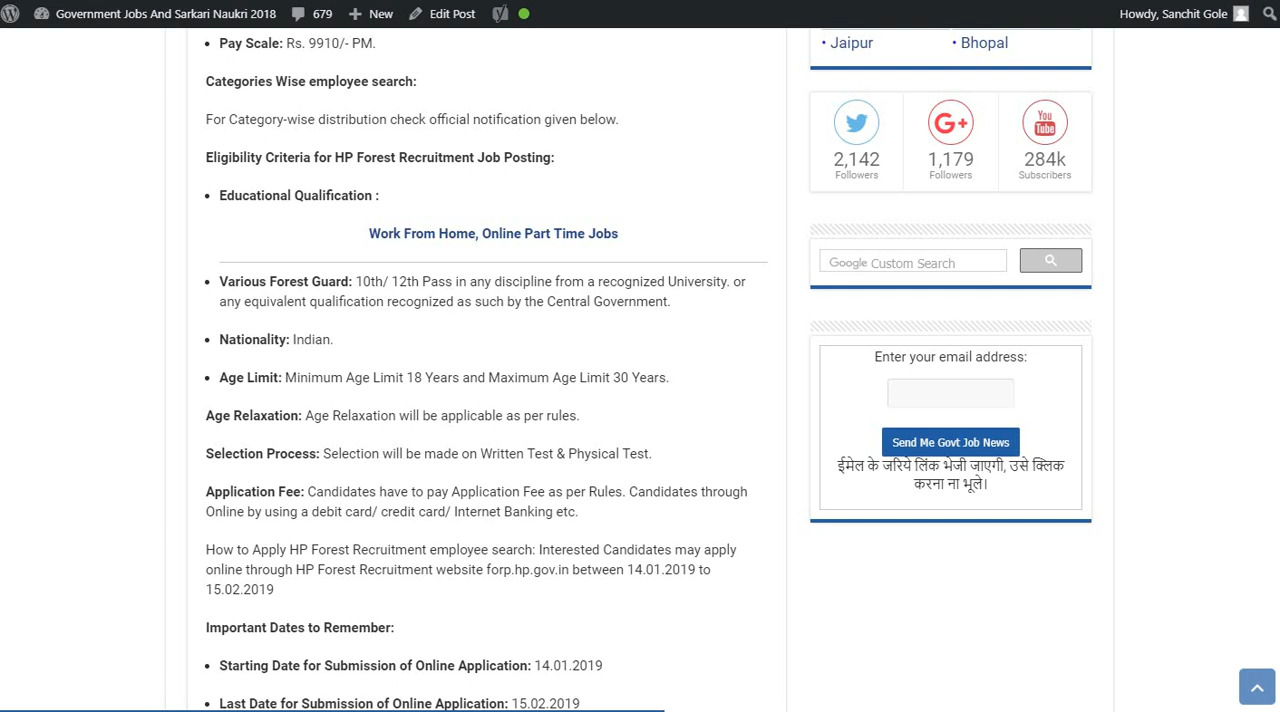 Government Jobs And Sarkari Naukri 2018 679 New Edit Post Howdy, Sanchit Gole
• Pay Scale: Rs. 9910/- PM.
Categories Wise employee search:
For Category-wise distribution check official notification given below.
Eligibility Criteria for HP Forest Recruitment Job Posting:
• Educational Qualification :
Work From Home, Online Part Time Jobs
• Various Forest Guard: 10th/ 12th Pass in any discipline from a recognized University. or
any equivalent qualification recognized as such by the Central Government.
• Nationality: Indian.
• Age Limit: Minimum Age Limit 18 Years and Maximum Age Limit 30 Years.
Age Relaxation: Age Relaxation will be applicable as per rules.
Selection Process: Selection will be made on Written Test & Physical Test.
Application Fee: Candidates have to pay Application Fee as per Rules. Candidates through
Online by using a debit card/ credit card/ Internet Banking etc.
How to Apply HP Forest Recruitment employee search: Interested Candidates may apply
online through HP Forest Recruitment website forp.hp.gov.in between 14.01.2019 to
15.02.2019
Important Dates to Remember:
• Starting Date for Submission of Online Application: 14.01.2019
• Last Date for Submission of Online Application: 15.02.2019
• Jaipur • Bhopal
G+ You Tube
2,142 1,179 284k
Followers Followers Subscribers
Google Custom Search
Enter your email address:
Send Me Govt Job News
ईमेल के जरिये लिंक भेजी जाएगी, उसे क्लिक
करना ना भूले।